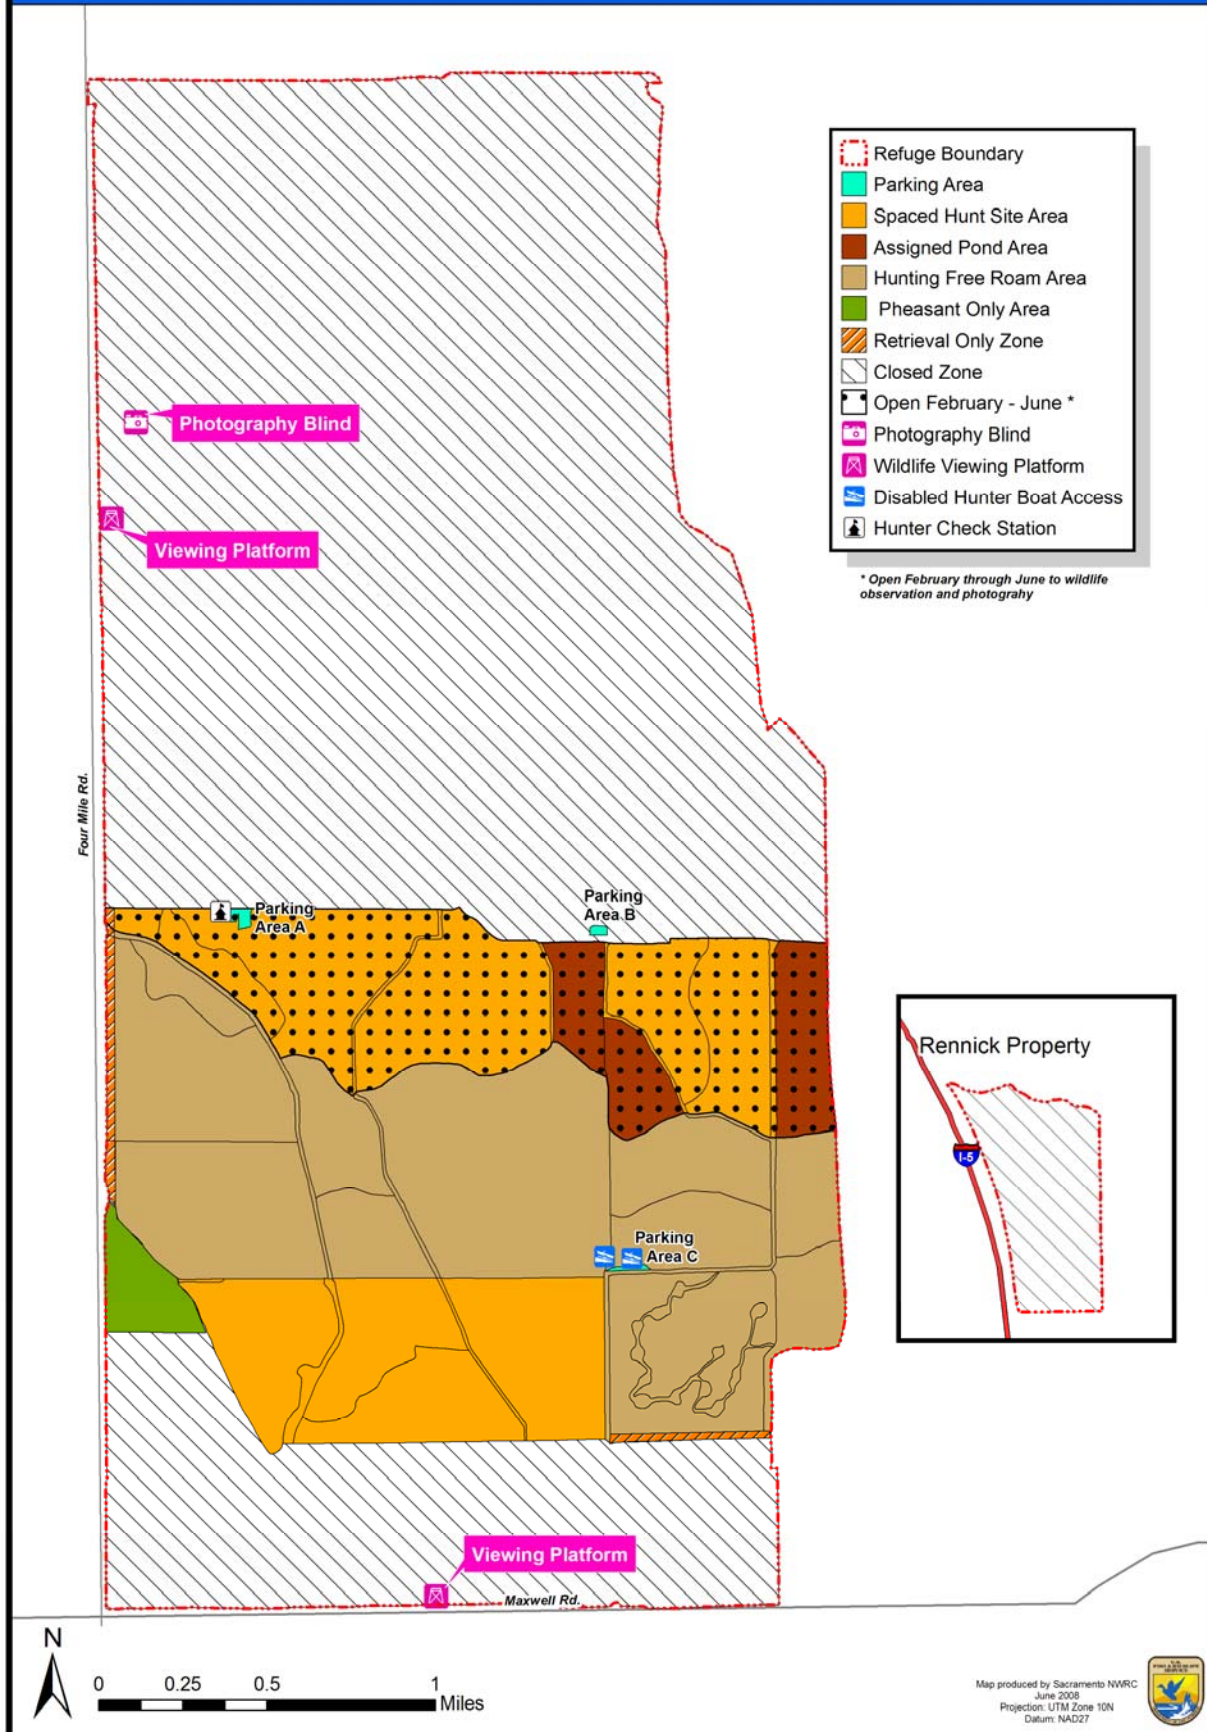 Refuge Boundary
Parking Area
Spaced Hunt Site Area
Assigned Pond Area
Hunting Free Roam Area
Pheasant Only Area
Retrieval Only Zone
Closed Zone
Open February - June *
Photography Blind
Wildlife Viewing Platform
Disabled Hunter Boat Access
Hunter Check Station
* Open February through June to wildlife
observation and photograhy
Photography Blind
Viewing Platform
Four Mile Rd.
Parking
Area A
Parking
Area B
Rennick Property
I-5
Parking
Area C
Viewing Platform
Maxwell Rd.
N
0 0.25 0.5 1
Miles
Map produced by Sacramento NWRC
June 2008
Projection: UTM Zone 10N
Datum: NAD27
U.S.
FISH & WILDLIFE
SERVICE